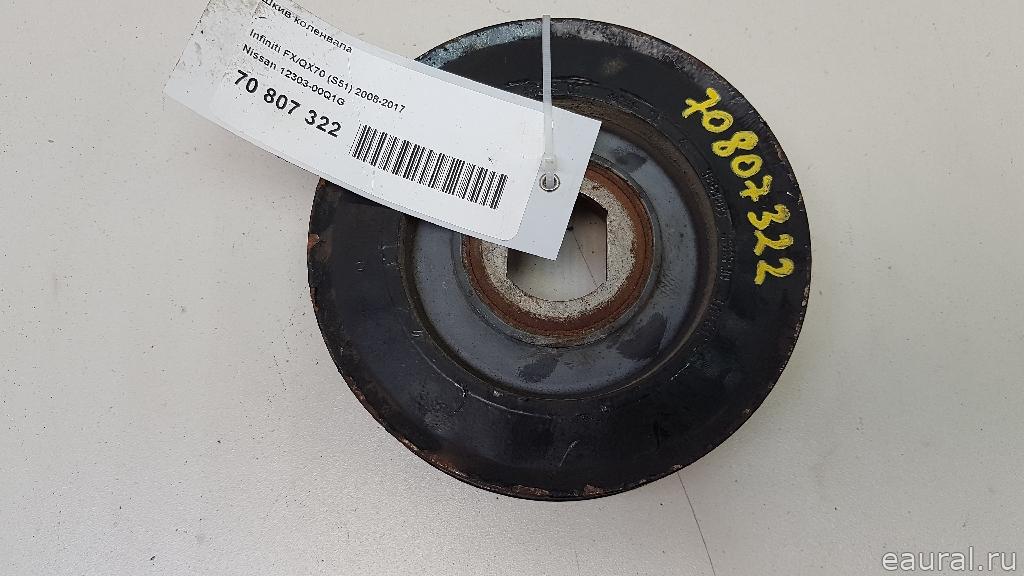 шкив коленвала
Infiniti FX/QX70 (S51) 2008-2017
Nissan 12303-00Q1G
70 807 322
70807322
eaural.ru